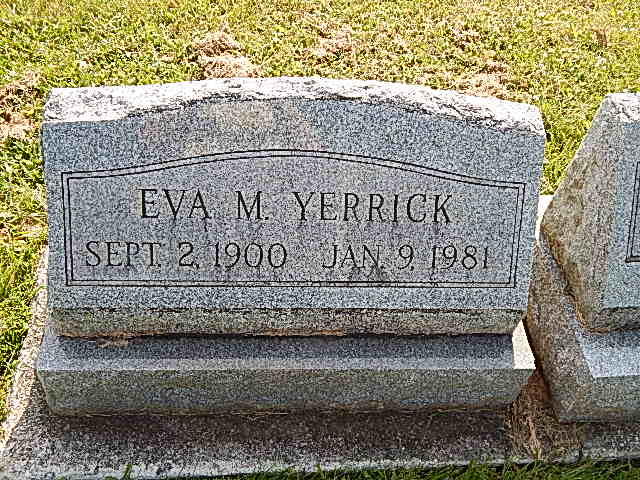 EVA M. YERRICK
SEPT. 2, 1900 JAN. 9, 1981